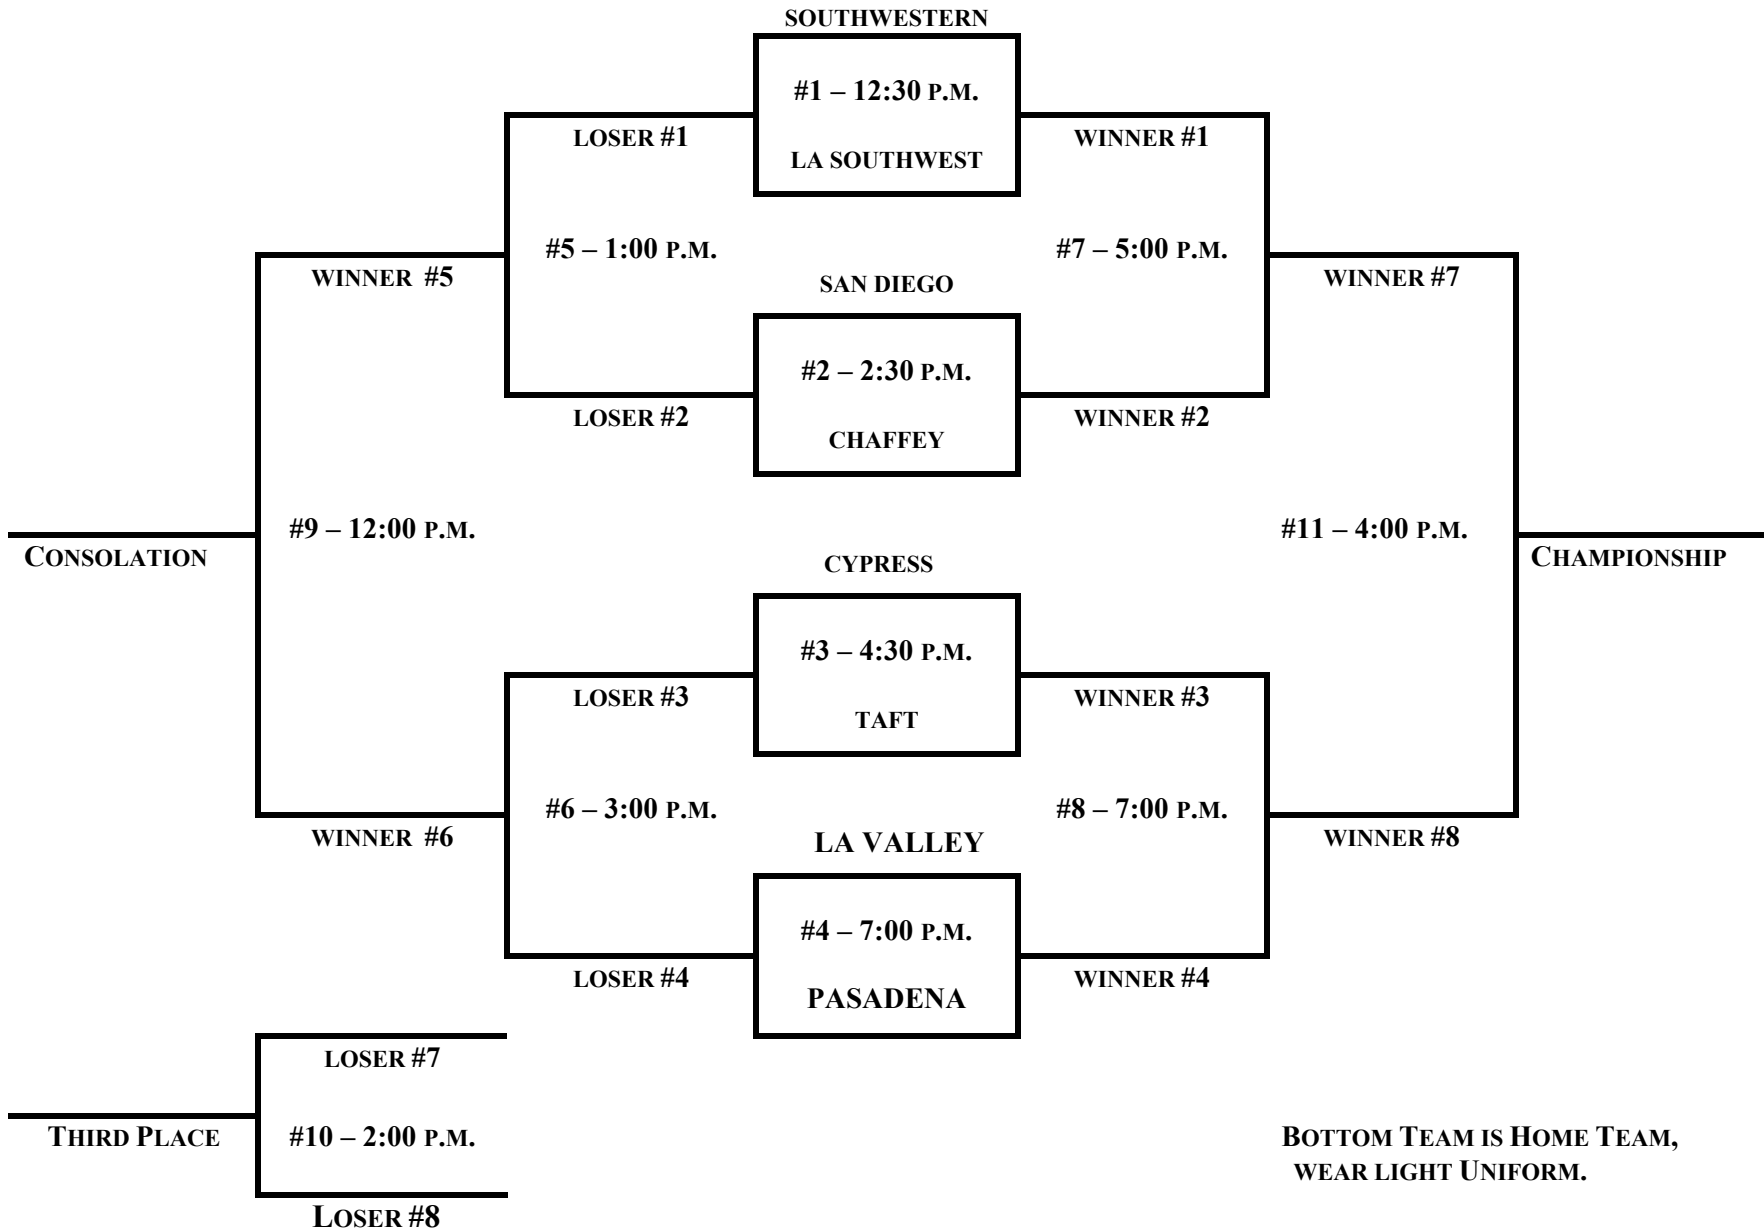 SOUTHWESTERN
#1 – 12:30 P.M.
LOSER #1
WINNER #1
LA SOUTHWEST
#5 – 1:00 P.M.
#7 – 5:00 P.M.
WINNER #5
SAN DIEGO
WINNER #7
#2 – 2:30 P.M.
LOSER #2
WINNER #2
CHAFFEY
#9 – 12:00 P.M.
#11 – 4:00 P.M.
CONSOLATION
CYPRESS
CHAMPIONSHIP
#3 – 4:30 P.M.
LOSER #3
WINNER #3
TAFT
#6 – 3:00 P.M.
#8 – 7:00 P.M.
WINNER #6
LA VALLEY
WINNER #8
#4 – 7:00 P.M.
LOSER #4
WINNER #4
PASADENA
LOSER #7
THIRD PLACE
#10 – 2:00 P.M.
BOTTOM TEAM IS HOME TEAM,
WEAR LIGHT UNIFORM.
LOSER #8